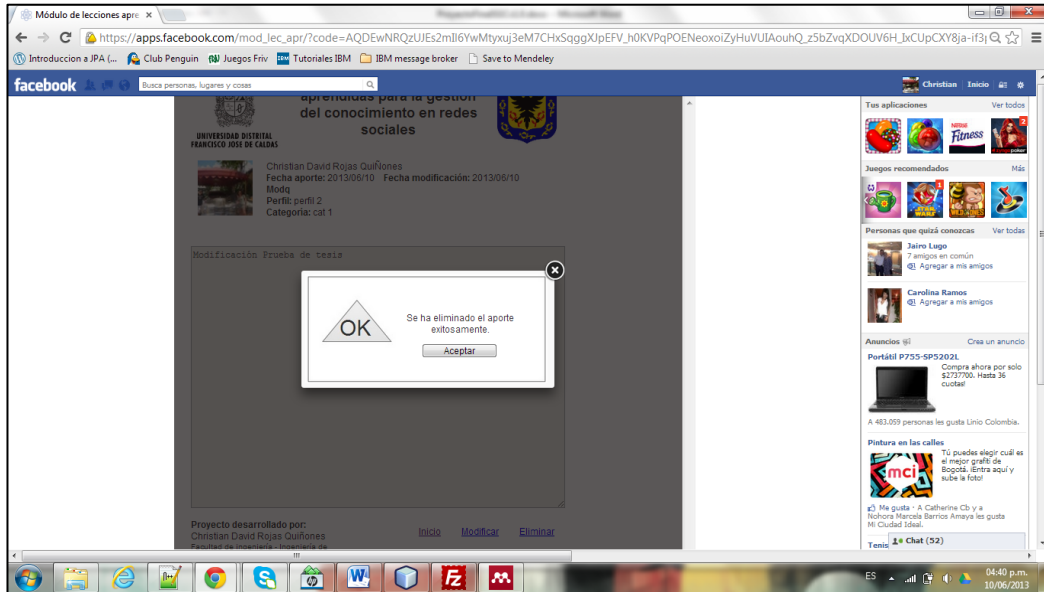 Módulo de lecciones apre
https://apps.facebook.com/mod_lec_apr/?code=
Introduccion a JPA (...
Club Penguin
Juegos Friv
Tutoriales IBM
IBM message broker
Save to Mendeley
facebook
Busca personas, lugares y cosas
Christian
Inicio
aprendidas para la gestión
del conocimiento en redes
sociales
UNIVERSIDAD DISTRITAL
FRANCISCO JOSE DE CALDAS
Christian David Rojas QuiÑones
Fecha aporte: 2013/06/10 Fecha modificación: 2013/06/10
Modq
Perfil: perfil 2
Categoria: cat 1
Modificación Prueba de tesis
OK
Se ha eliminado el aporte
exitosamente.
Aceptar
Proyecto desarrollado por:
Christian David Rojas Quiñones
Facultad de Ingeniería - Ingeniería de
Inicio
Modificar
Eliminar
Tus aplicaciones
Ver todos
Fitness
2
poker
Juegos recomendados
Más
1
Personas que quizá conozcas
Ver todas
Jairo Lugo
7 amigos en común
Agregar a mis amigos
Carolina Ramos
Agregar a mis amigos
Anuncios
Crea un anuncio
Portátil P755-SP5202L
Compra ahora por solo
$2737700. Hasta 36
cuotas!
A 483.059 personas les gusta Linio Colombia.
Pintura en las calles
mci
Tú puedes elegir cuál es
el mejor grafiti de
Bogotá. ¡Entra aquí y
sube la foto!
Me gusta · A Catherine Cb y a
Nohora Marcela Barrios Amaya les gusta
Mi Ciudad Ideal.
Tenis
Chat (52)
ES
04:40 p.m.
10/06/2013